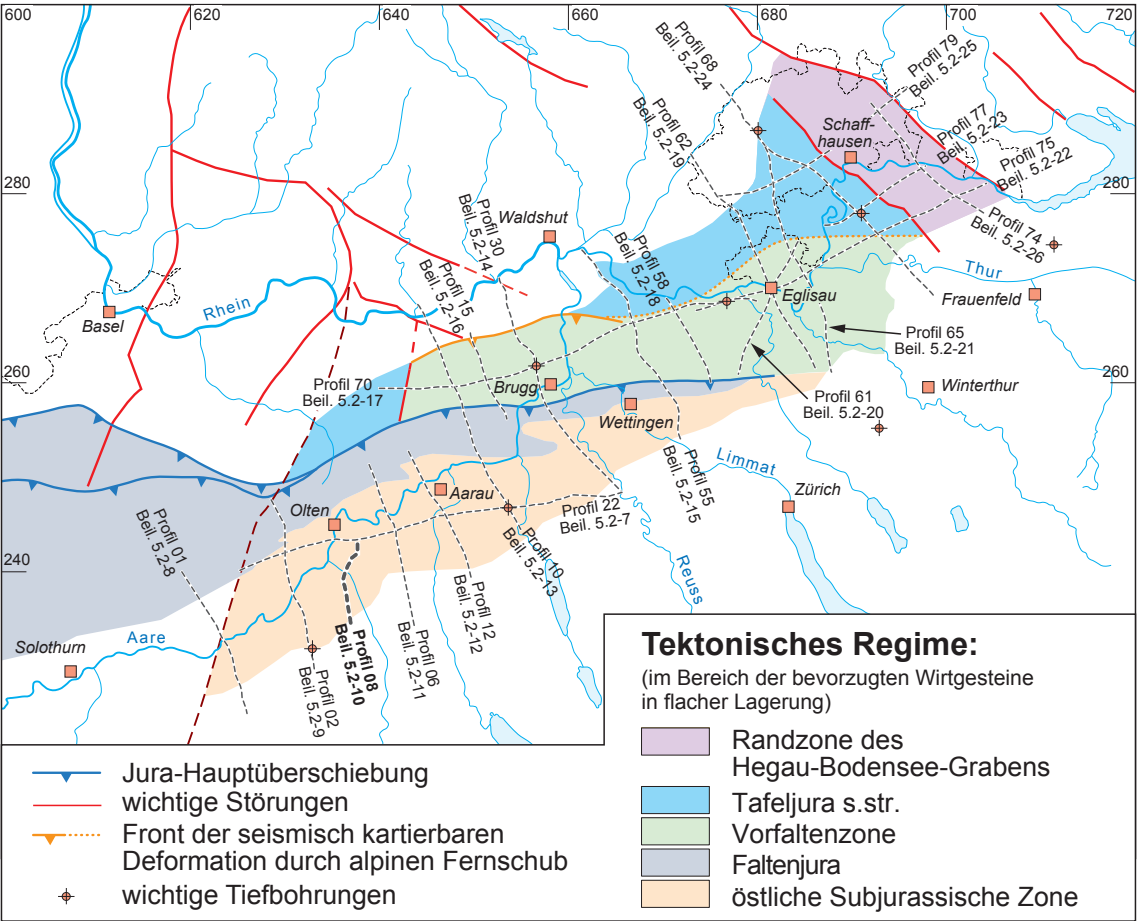 600
620
660
680
700
720
280
280
260
260
240
Profil 68
Beil. 5.2-24
Profil 79
Beil. 5.2-25
Profil 62
Beil. 5.2-19
Profil 77
Beil. 5.2-23
Profil 75
Beil. 5.2-22
Schaff-
hausen
Profil 74
Beil. 5.2-26
Profil 30
Beil. 5.2-14
Waldshut
Profil 58
Beil. 5.2-18
Profil 15
Beil. 5.2-16
Thur
Frauenfeld
Rhein
Basel
Eglisau
Profil 65
Beil. 5.2-21
Profil 70
Beil. 5.2-17
Brugg
Profil 61
Beil. 5.2-20
Winterthur
Wettingen
Limmat
Profil 55
Beil. 5.2-15
Zürich
Olten
Aarau
Profil 22
Beil. 5.2-7
Profil 01
Beil. 5.2-8
Profil 10
Beil. 5.2-13
Reuss
Profil 12
Beil. 5.2-12
Aare
Solothurn
Profil 08
Beil. 5.2-10
Profil 06
Beil. 5.2-11
Profil 02
Beil. 5.2-9
Tektonisches Regime:
(im Bereich der bevorzugten Wirtgesteine
in flacher Lagerung)
Randzone des
Hegau-Bodensee-Grabens
Tafeljura s.str.
Vorfaltenzone
Faltenjura
östliche Subjurassische Zone
Jura-Hauptüberschiebung
wichtige Störungen
Front der seismisch kartierbaren
Deformation durch alpinen Fernschub
wichtige Tiefbohrungen